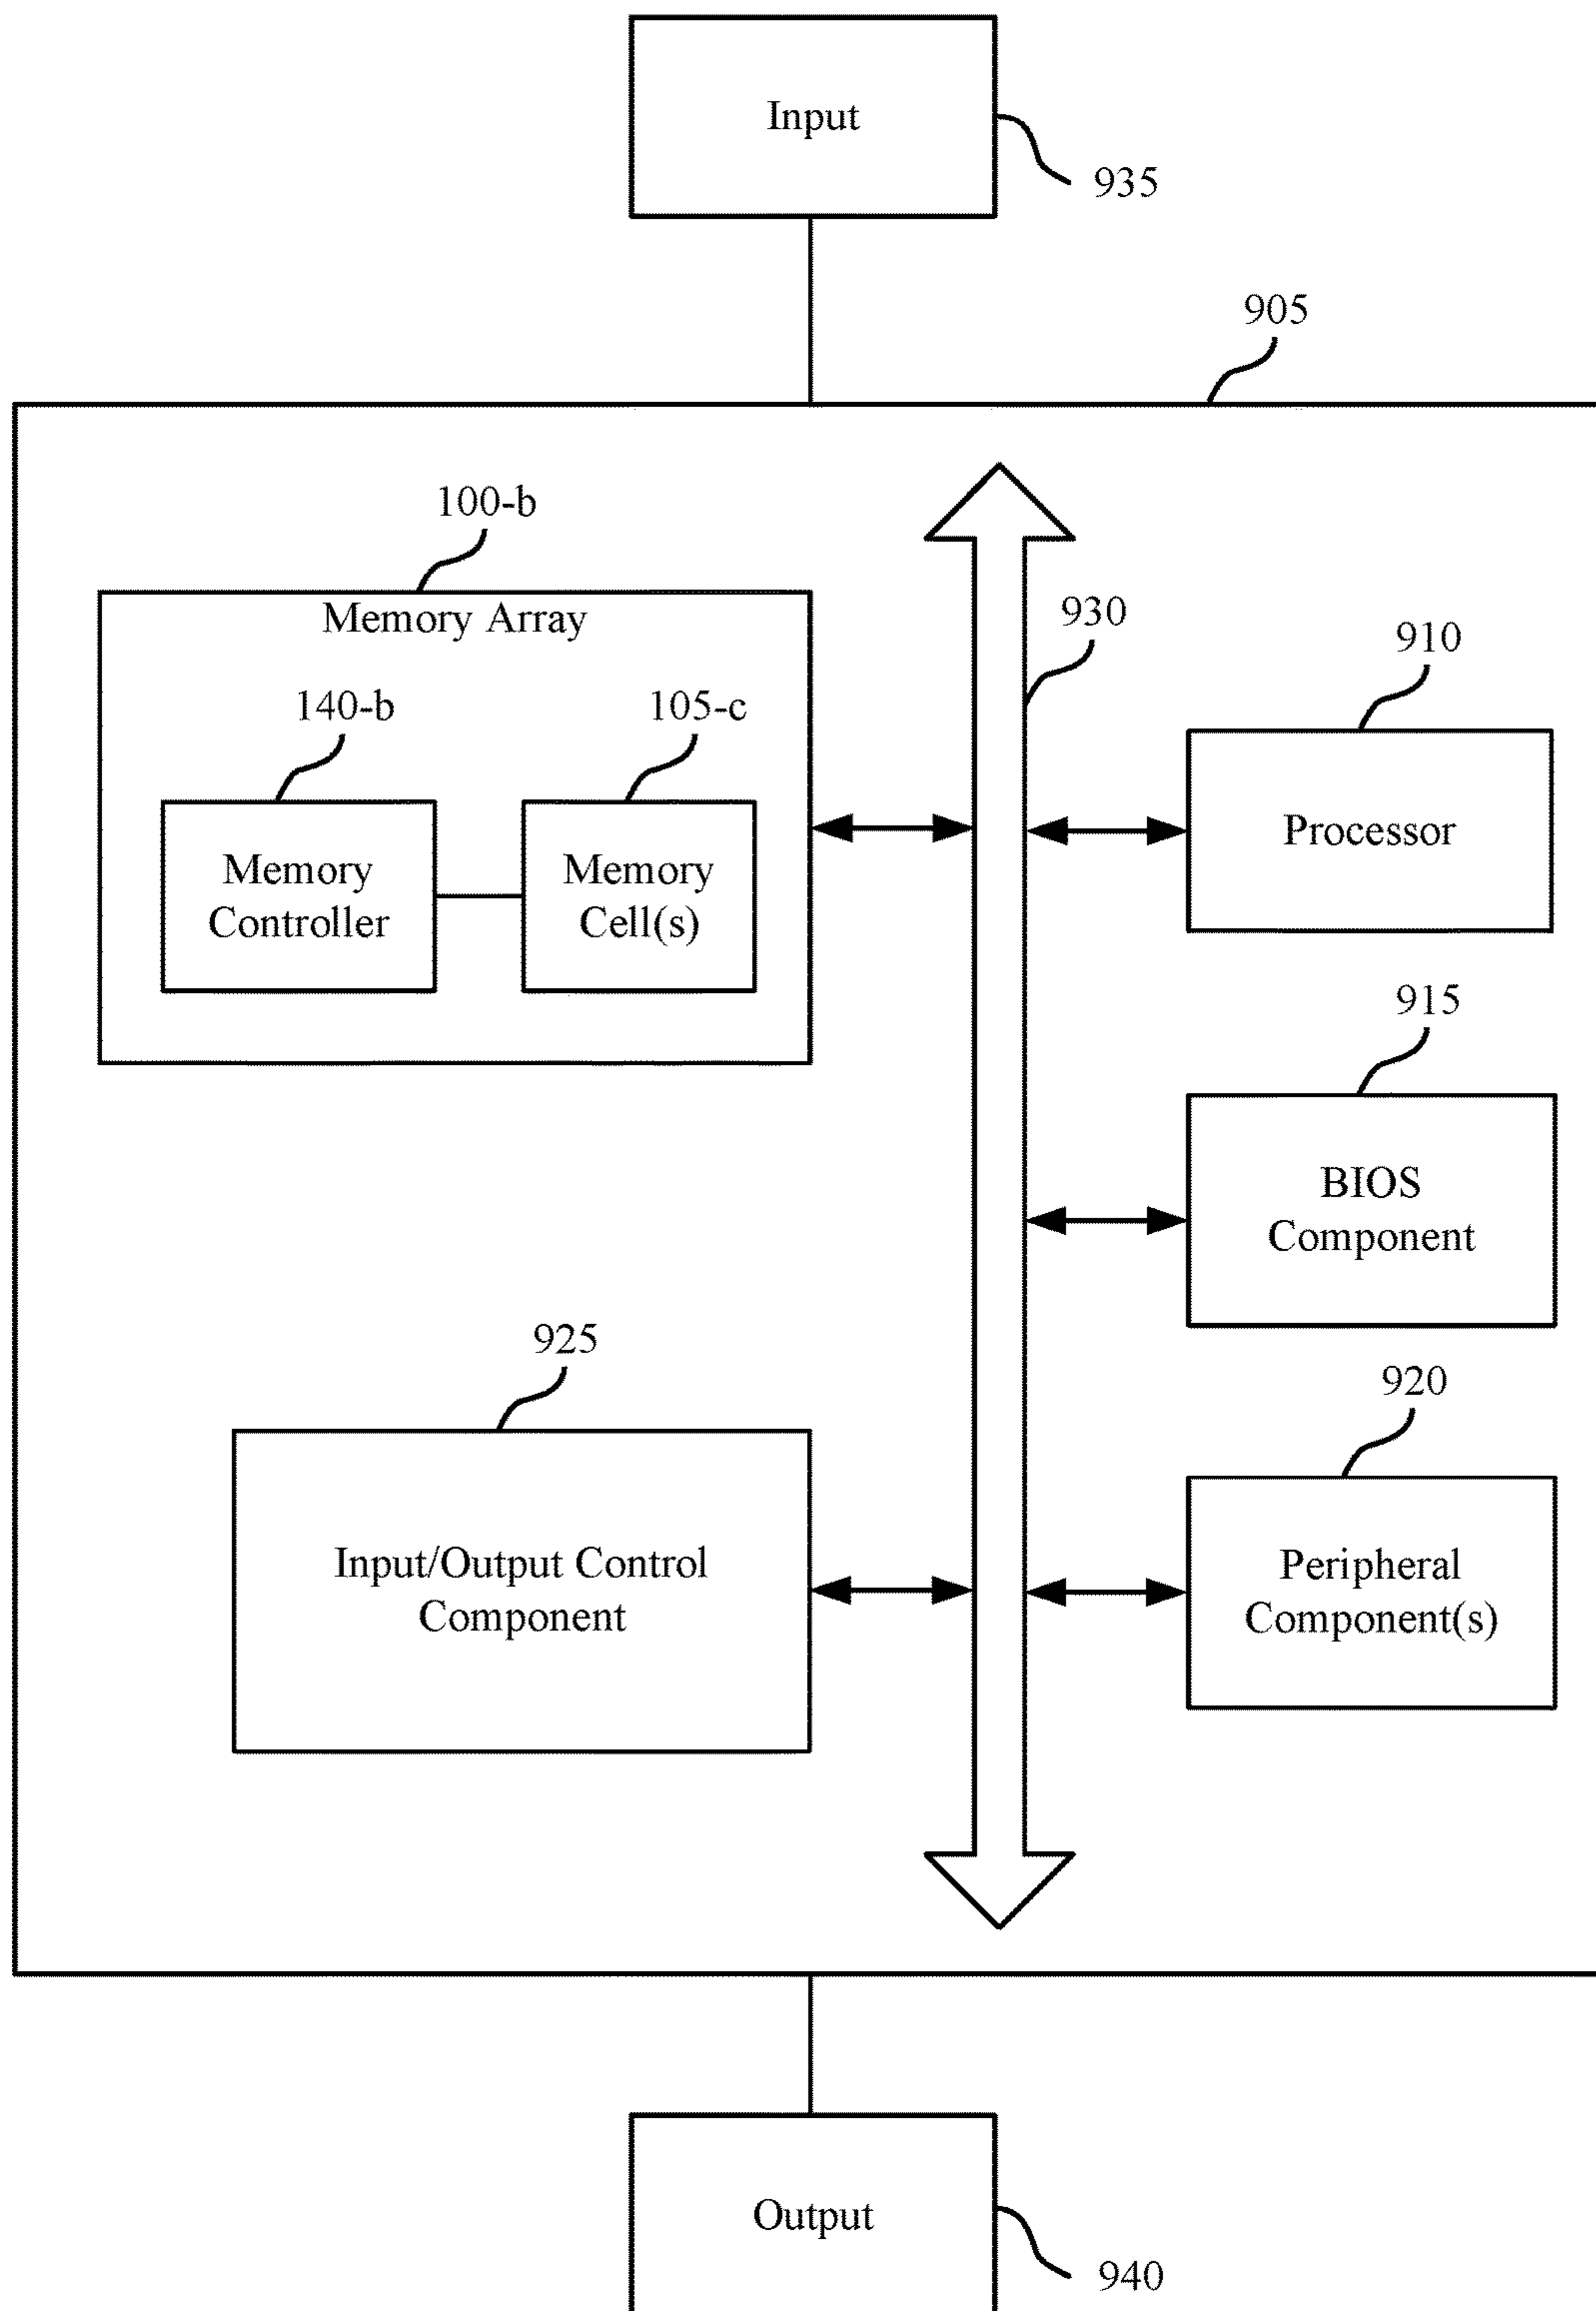 Input
935
905
100-b
Memory Array
930
910
140-b
105-c
Processor
Memory
Controller
Memory
Cell(s)
915
BIOS
Component
925
920
Input/Output Control
Component
Peripheral
Component(s)
Output
940